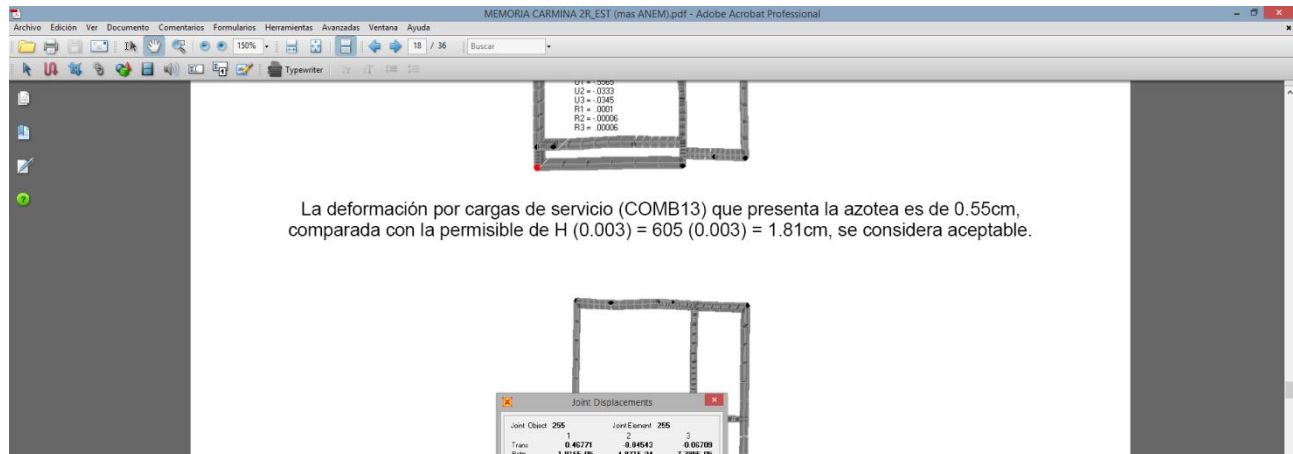 MEMORIA CARMINA 2R_EST (mas ANEM).pdf - Adobe Acrobat Professional
Archivo Edición Ver Documento Comentarios Formularios Herramientas Avanzadas Ventana Ayuda
150% 18 / 36 Buscar
Typewriter
U2 = -.0333
U3 = -.0345
R1 = .0001
R2 = -.00006
R3 = .00006
La deformación por cargas de servicio (COMB13) que presenta la azotea es de 0.55cm,
comparada con la permisible de H (0.003) = 605 (0.003) = 1.81cm, se considera aceptable.
Joint Displacements
Joint Object 255 Joint Element 255
1 2 3
Trans 0.46771 -0.04543 -0.06709